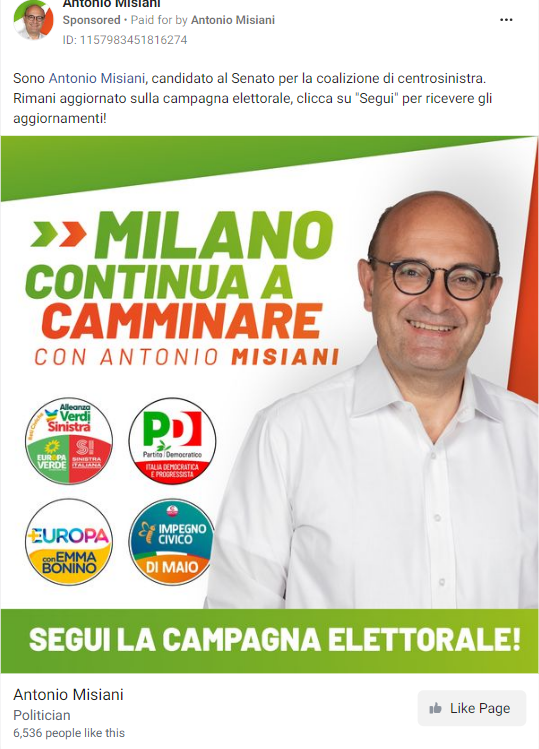 Antonio Misiani
Sponsored • Paid for by Antonio Misiani
ID: 1157983451816274
Sono Antonio Misiani, candidato al Senato per la coalizione di centrosinistra.
Rimani aggiornato sulla campagna elettorale, clicca su "Segui" per ricevere gli
aggiornamenti!
MILANO
CONTINUA A
CAMMINARE
CON ANTONIO MISIANI
Alleanza
Verdi
Sinistra
Reti Civiche
EUROPA
VERDE
SI
SINISTRA
ITALIANA
PD
Partito Democratico
ITALIA DEMOCRATICA
E PROGRESSISTA
+EUROPA
con EMMA
BONINO
IMPEGNO
CIVICO
DI MAIO
SEGUI LA CAMPAGNA ELETTORALE!
Antonio Misiani
Politician
6,536 people like this
Like Page